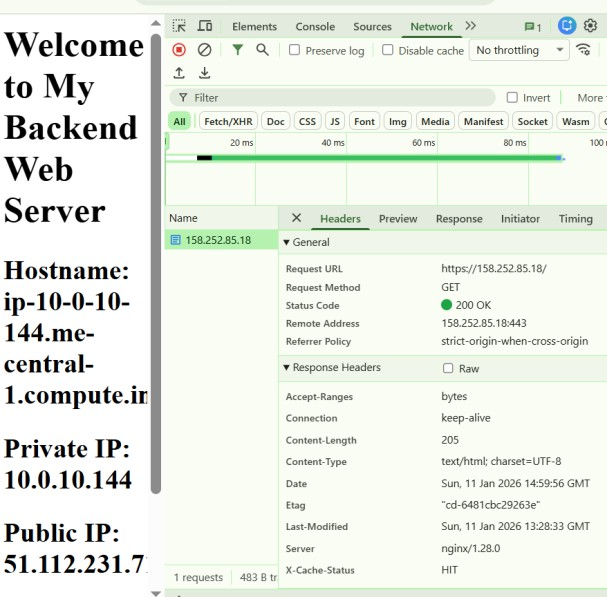 Welcome
to My
Backend
Web
Server
Hostname:
ip-10-0-10-
144.me-
central-
1.compute.in
Private IP:
10.0.10.144
Public IP:
51.112.231.7
Elements Console Sources Network 1
Preserve log Disable cache No throttling
Filter Invert More
All Fetch/XHR Doc CSS JS Font Img Media Manifest Socket Wasm
20 ms 40 ms 60 ms 80 ms 100
Name Headers Preview Response Initiator Timing
158.252.85.18
General
Request URL https://158.252.85.18/
Request Method GET
Status Code 200 OK
Remote Address 158.252.85.18:443
Referrer Policy strict-origin-when-cross-origin
Response Headers Raw
Accept-Ranges bytes
Connection keep-alive
Content-Length 205
Content-Type text/html; charset=UTF-8
Date Sun, 11 Jan 2026 14:59:56 GMT
Etag "cd-6481cbc29263e"
Last-Modified Sun, 11 Jan 2026 13:28:33 GMT
Server nginx/1.28.0
X-Cache-Status HIT
1 requests 483 B tr